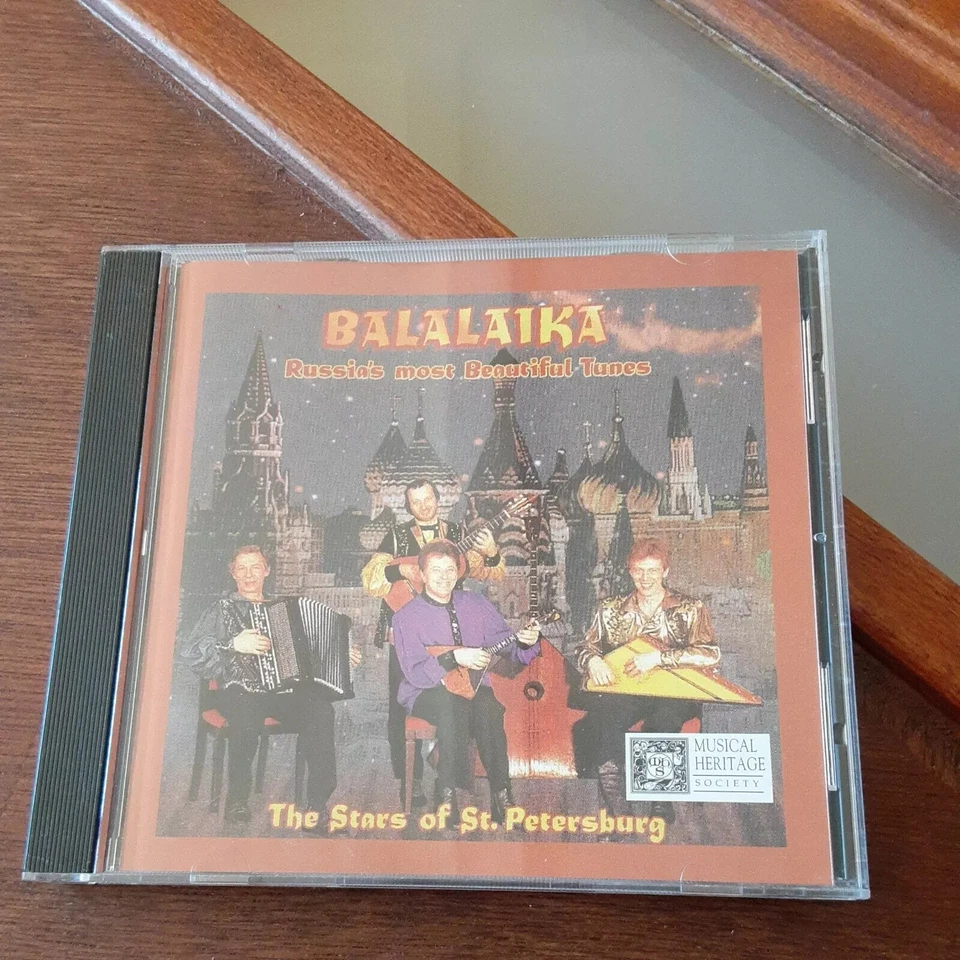 BALALAIKA
Russia's most Beautiful Tunes
MUSICAL
HERITAGE
SOCIETY
The Stars of St. Petersburg